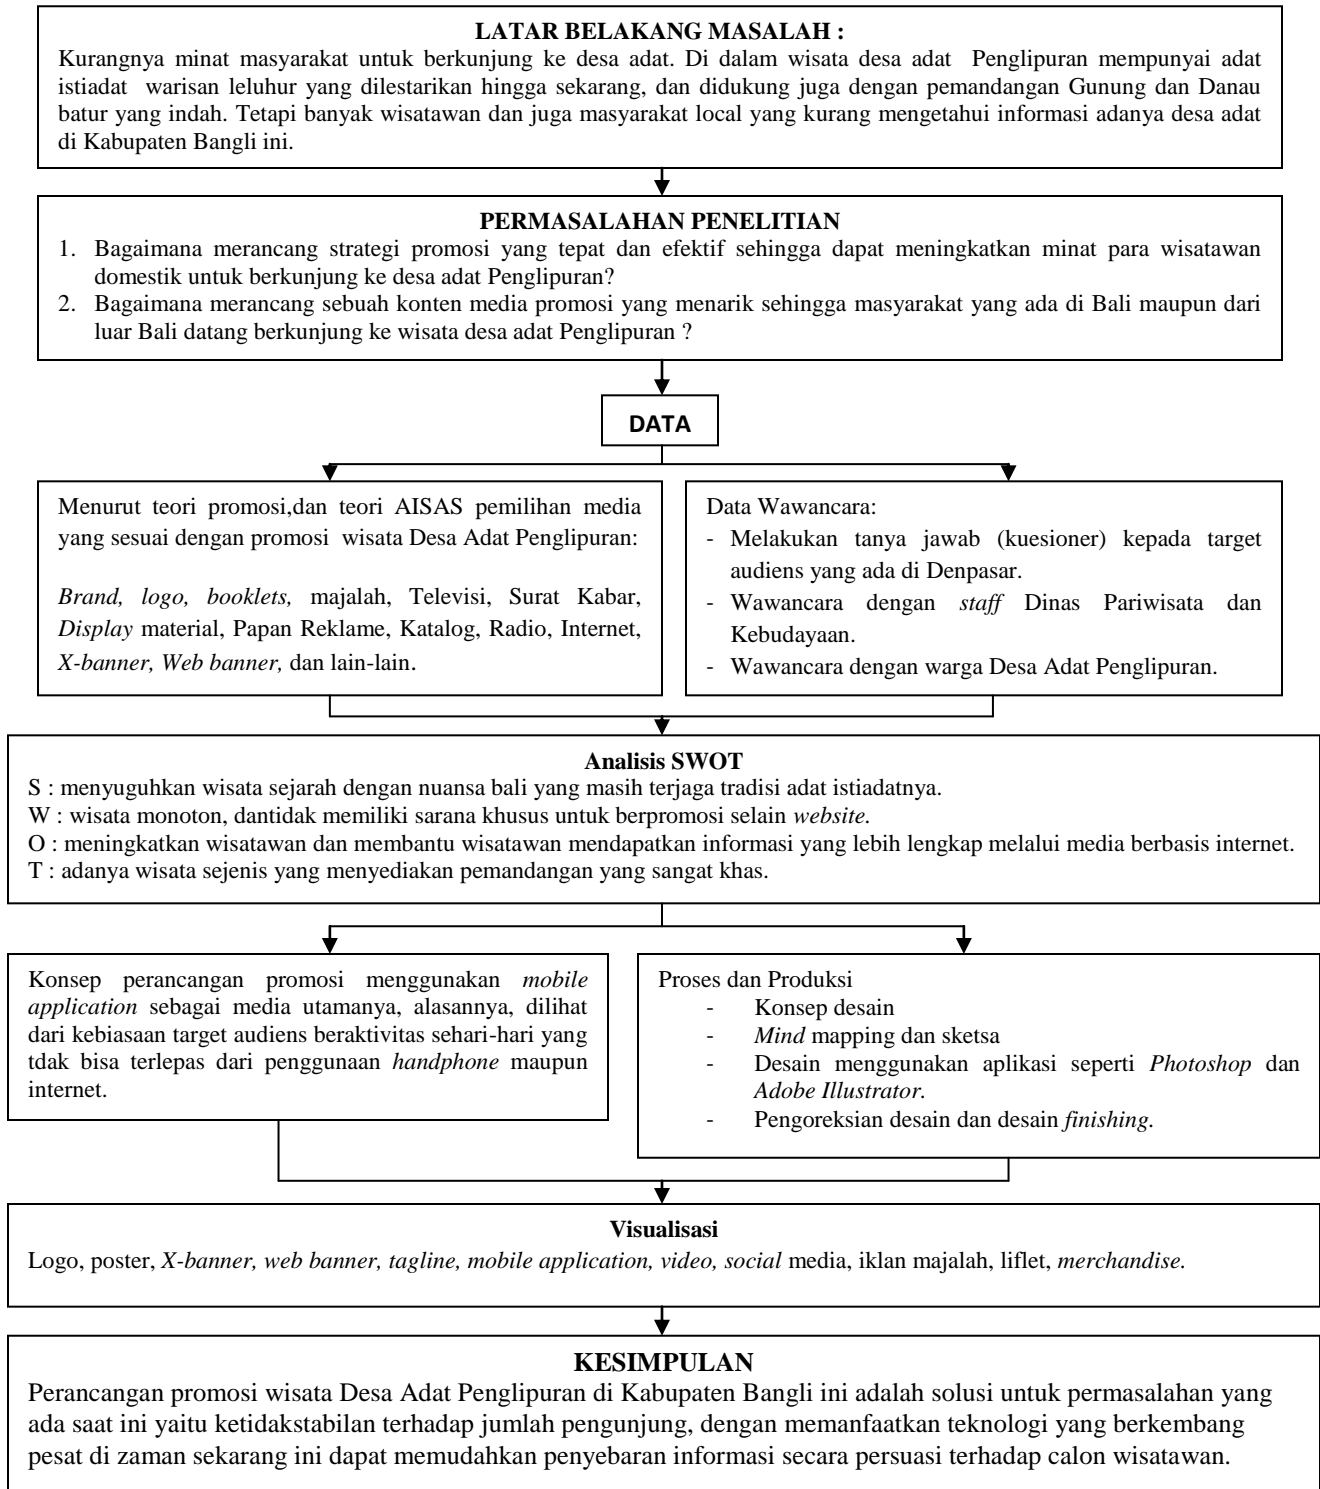 LATAR BELAKANG MASALAH :
Kurangnya minat masyarakat untuk berkunjung ke desa adat. Di dalam wisata desa adat Penglipuran mempunyai adat
istiadat warisan leluhur yang dilestarikan hingga sekarang, dan didukung juga dengan pemandangan Gunung dan Danau
batur yang indah. Tetapi banyak wisatawan dan juga masyarakat local yang kurang mengetahui informasi adanya desa adat
di Kabupaten Bangli ini.
PERMASALAHAN PENELITIAN
1. Bagaimana merancang strategi promosi yang tepat dan efektif sehingga dapat meningkatkan minat para wisatawan
domestik untuk berkunjung ke desa adat Penglipuran?
2. Bagaimana merancang sebuah konten media promosi yang menarik sehingga masyarakat yang ada di Bali maupun dari
luar Bali datang berkunjung ke wisata desa adat Penglipuran ?
DATA
Menurut teori promosi,dan teori AISAS pemilihan media
yang sesuai dengan promosi wisata Desa Adat Penglipuran:
Brand, logo, booklets, majalah, Televisi, Surat Kabar,
Display material, Papan Reklame, Katalog, Radio, Internet,
X-banner, Web banner, dan lain-lain.
Data Wawancara:
- Melakukan tanya jawab (kuesioner) kepada target
audiens yang ada di Denpasar.
- Wawancara dengan staff Dinas Pariwisata dan
Kebudayaan.
- Wawancara dengan warga Desa Adat Penglipuran.
Analisis SWOT
S : menyuguhkan wisata sejarah dengan nuansa bali yang masih terjaga tradisi adat istiadatnya.
W : wisata monoton, dantidak memiliki sarana khusus untuk berpromosi selain website.
O : meningkatkan wisatawan dan membantu wisatawan mendapatkan informasi yang lebih lengkap melalui media berbasis internet.
T : adanya wisata sejenis yang menyediakan pemandangan yang sangat khas.
Konsep perancangan promosi menggunakan mobile
application sebagai media utamanya, alasannya, dilihat
dari kebiasaan target audiens beraktivitas sehari-hari yang
tdak bisa terlepas dari penggunaan handphone maupun
internet.
Proses dan Produksi
- Konsep desain
- Mind mapping dan sketsa
- Desain menggunakan aplikasi seperti Photoshop dan
Adobe Illustrator.
- Pengoreksian desain dan desain finishing.
Visualisasi
Logo, poster, X-banner, web banner, tagline, mobile application, video, social media, iklan majalah, liflet, merchandise.
KESIMPULAN
Perancangan promosi wisata Desa Adat Penglipuran di Kabupaten Bangli ini adalah solusi untuk permasalahan yang
ada saat ini yaitu ketidakstabilan terhadap jumlah pengunjung, dengan memanfaatkan teknologi yang berkembang
pesat di zaman sekarang ini dapat memudahkan penyebaran informasi secara persuasi terhadap calon wisatawan.